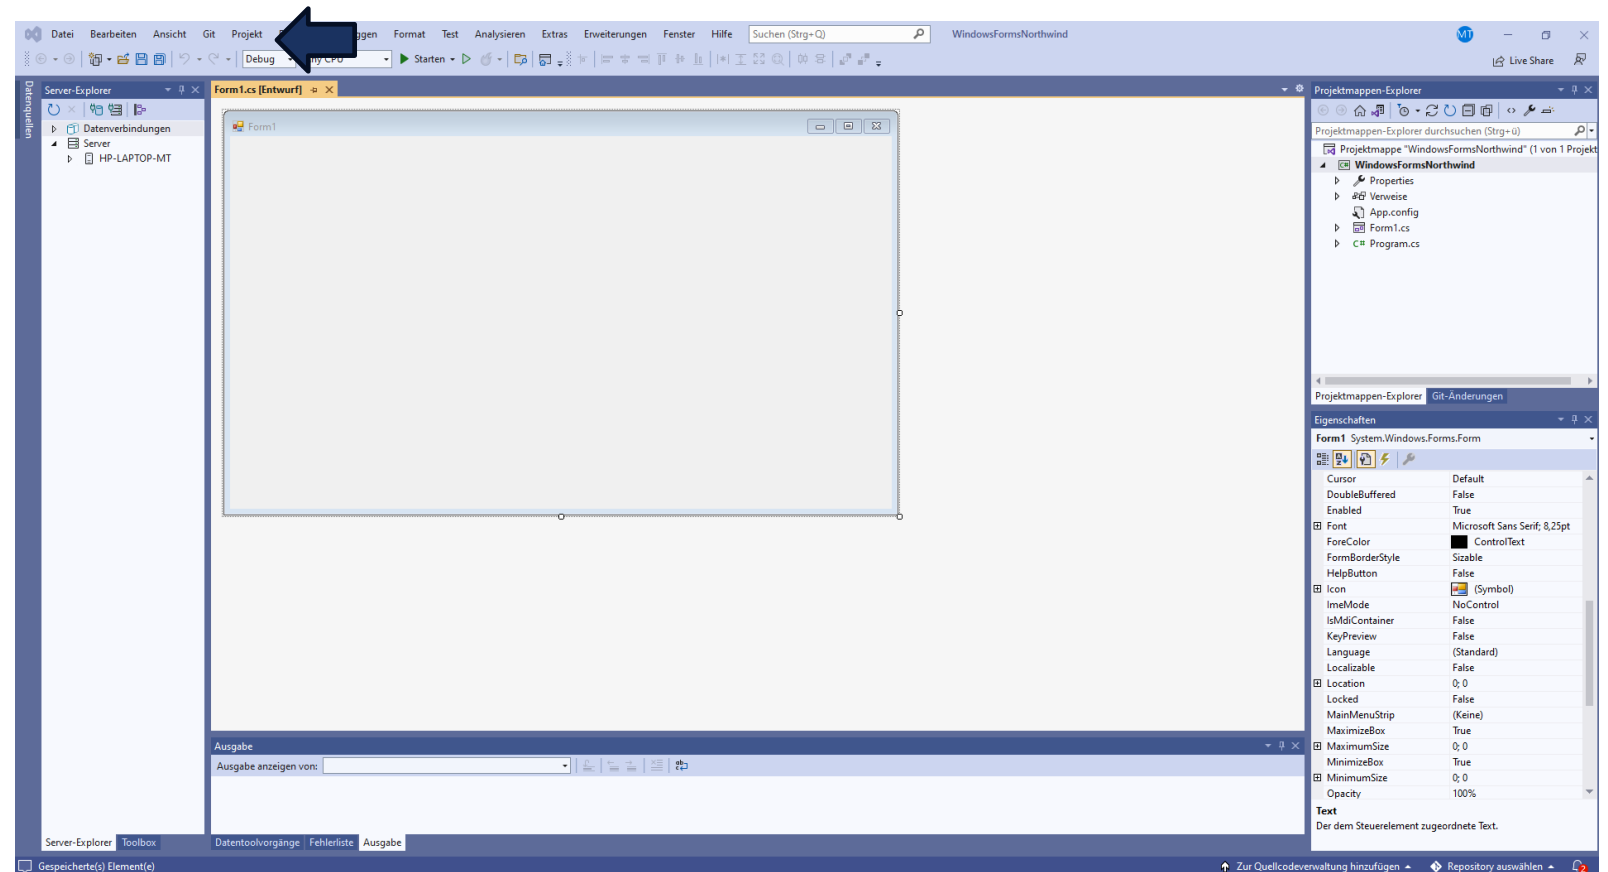 Datei Bearbeiten Ansicht Git Projekt ggen Format Test Analysieren Extras Erweiterungen Fenster Hilfe Suchen (Strg+Q) WindowsFormsNorthwind MT
Debug ny CPU Starten Live Share
Datenquellen
Server-Explorer
Datenverbindungen
Server
HP-LAPTOP-MT
Form1.cs [Entwurf]
Form1
Projektmappen-Explorer
Projektmappen-Explorer durchsuchen (Strg+ü)
Projektmappe "WindowsFormsNorthwind" (1 von 1 Projekt
WindowsFormsNorthwind
Properties
Verweise
App.config
Form1.cs
C# Program.cs
Projektmappen-Explorer Git-Änderungen
Eigenschaften
Form1 System.Windows.Forms.Form
Cursor Default
DoubleBuffered False
Enabled True
Font Microsoft Sans Serif; 8,25pt
ForeColor ControlText
FormBorderStyle Sizable
HelpButton False
Icon (Symbol)
ImeMode NoControl
IsMdiContainer False
KeyPreview False
Language (Standard)
Localizable False
Location 0; 0
Locked False
MainMenuStrip (Keine)
MaximizeBox True
MaximumSize 0; 0
MinimizeBox True
MinimumSize 0; 0
Opacity 100%
Text
Der dem Steuerelement zugeordnete Text.
Ausgabe
Ausgabe anzeigen von:
Server-Explorer Toolbox
Datentoolvorgänge Fehlerliste Ausgabe
Gespeicherte(s) Element(e) Zur Quellcodeverwaltung hinzufügen Repository auswählen 2